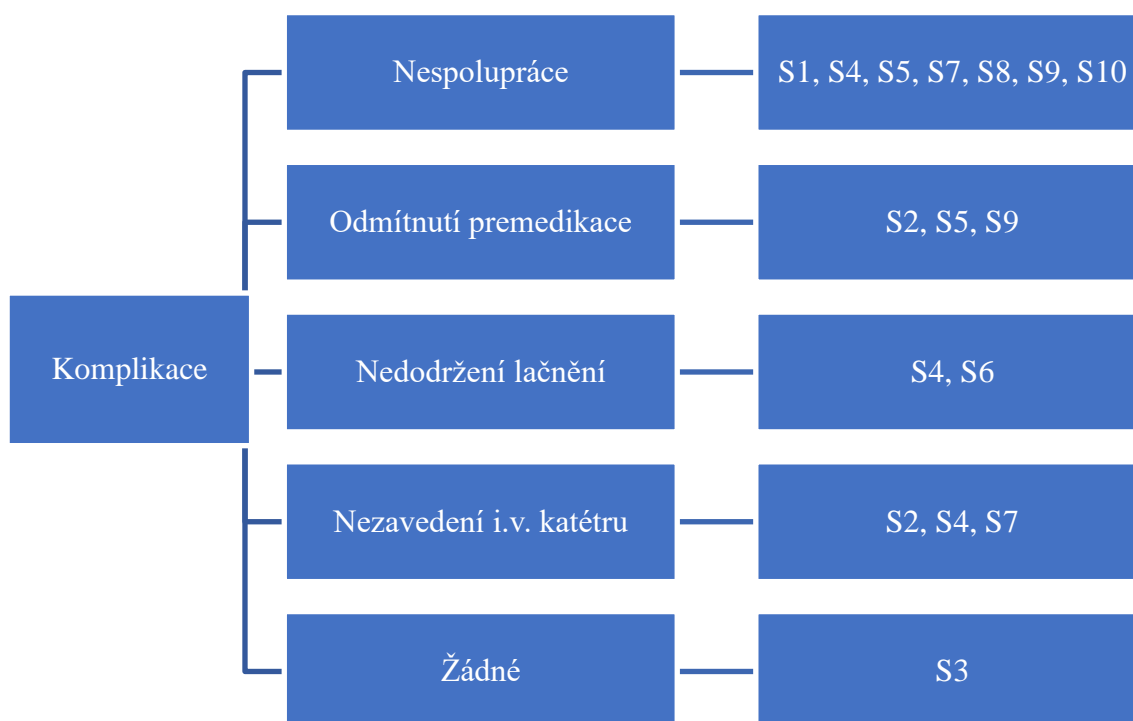 Nespolupráce
S1, S4, S5, S7, S8, S9, S10
Odmítnutí premedikace
S2, S5, S9
Komplikace
Nedodržení lačnění
S4, S6
Nezavedení i.v. katétru
S2, S4, S7
Žádné
S3